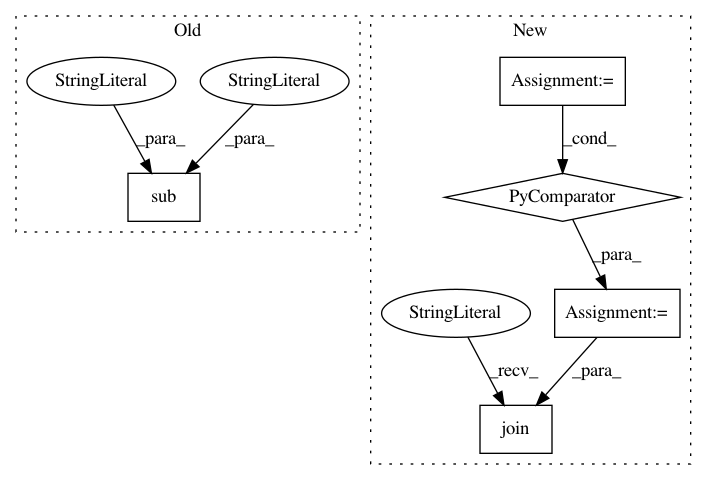 Old
New
StringLiteral
StringLiteral
Assignment:=
_para_
_para_
_cond_
sub
PyComparator
_para_
StringLiteral
Assignment:=
_recv_
_para_
join